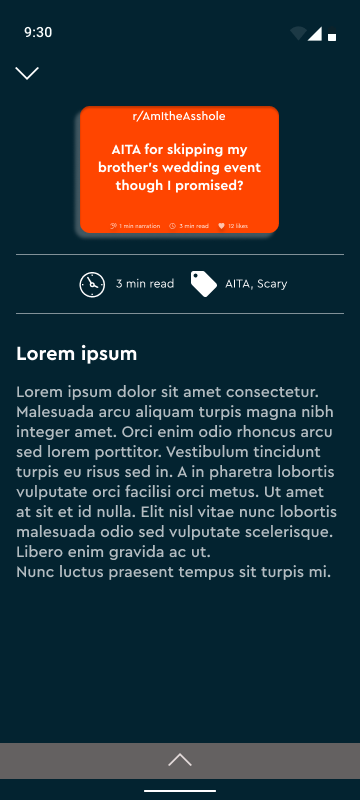 9:30
r/AmItheAsshole
AITA for skipping my
brother's wedding event
though I promised?
1 min narration 3 min read 12 likes
3 min read AITA, Scary
Lorem ipsum
Lorem ipsum dolor sit amet consectetur.
Malesuada arcu aliquam turpis magna nibh
integer amet. Orci enim odio rhoncus arcu
sed lorem porttitor. Vestibulum tincidunt
turpis eu risus sed in. A in pharetra lobortis
vulputate orci facilisi orci metus. Ut amet
at sit et id nulla. Elit nisl vitae nunc lobortis
malesuada odio sed vulputate scelerisque.
Libero enim gravida ac ut.
Nunc luctus praesent tempus sit turpis mi.